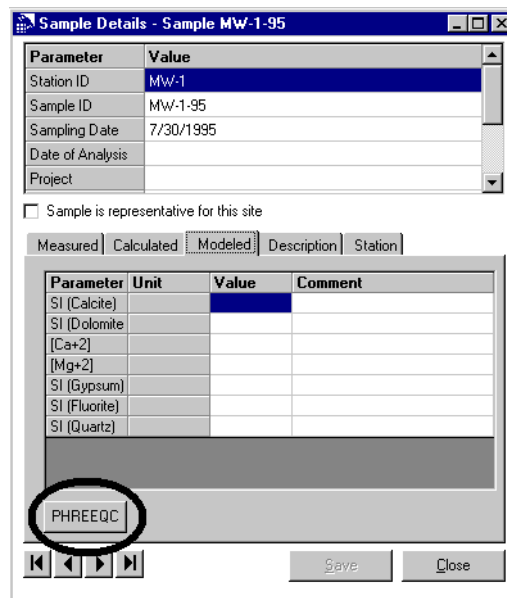 Sample Details - Sample MW-1-95
Parameter Value
Station ID MW-1
Sample ID MW-1-95
Sampling Date 7/30/1995
Date of Analysis
Project
Sample is representative for this site
Measured Calculated Modeled Description Station
Parameter Unit Value Comment
SI (Calcite)
SI (Dolomite
[Ca+2]
[Mg+2]
SI (Gypsum)
SI (Fluorite)
SI (Quartz)
PHREEQC
Save Close